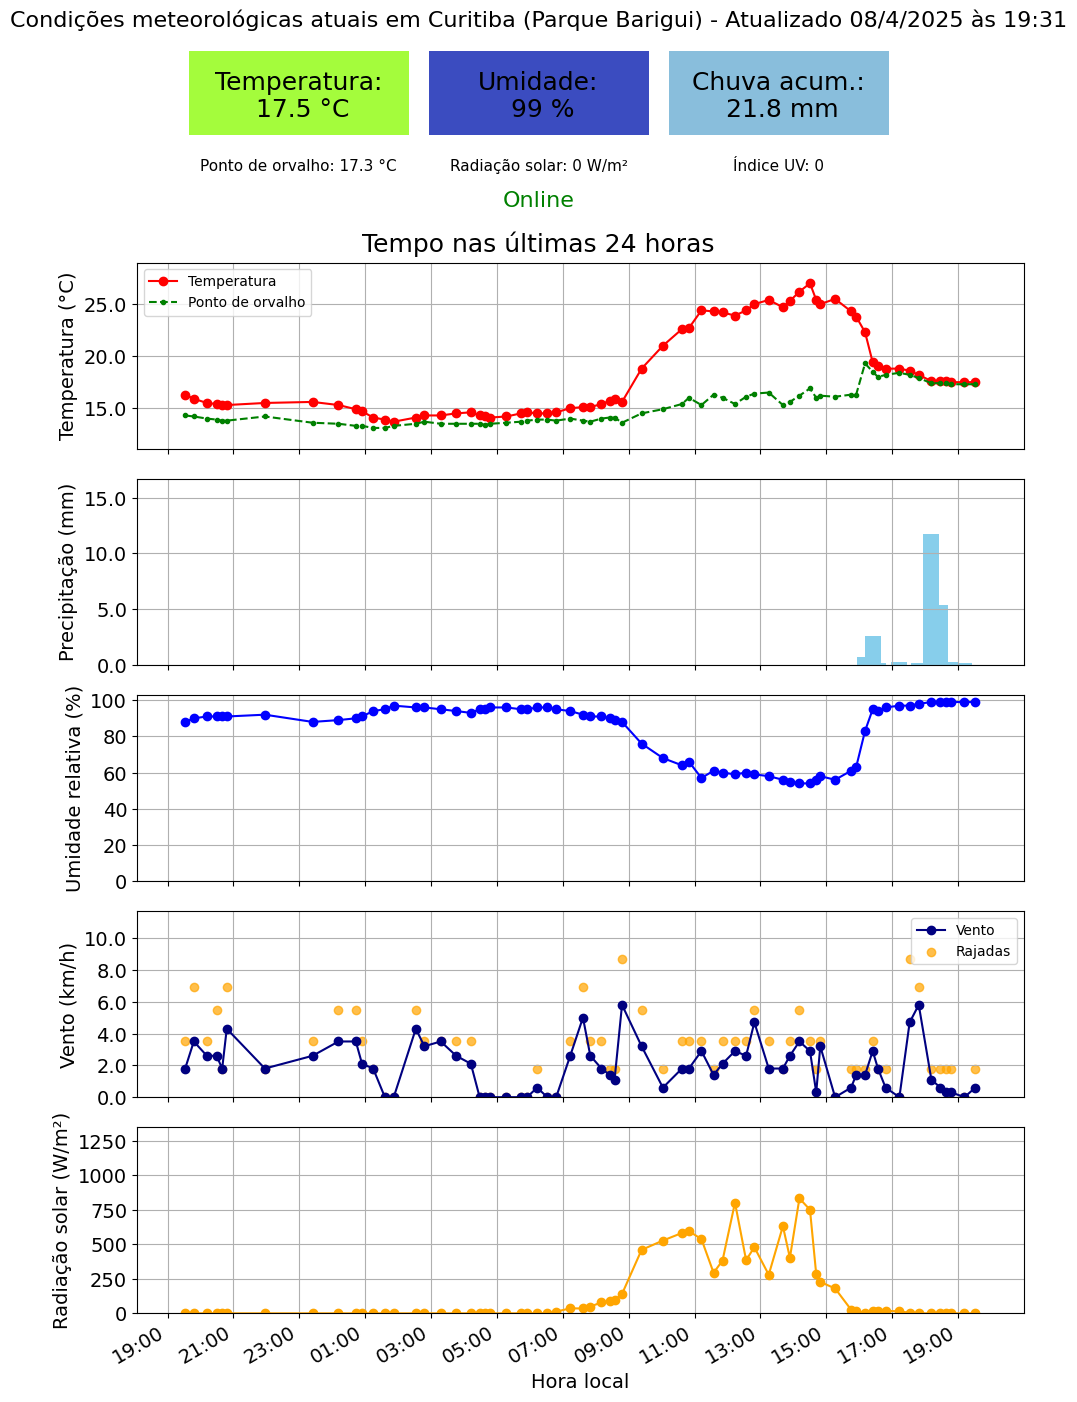 Condições meteorológicas atuais em Curitiba (Parque Barigui) - Atualizado 08/4/2025 às 19:31
Temperatura:
17.5 °C
Umidade:
99 %
Chuva acum.:
21.8 mm
Ponto de orvalho: 17.3 °C
Radiação solar: 0 W/m²
Índice UV: 0
Online
Tempo nas últimas 24 horas
Temperatura (°C)
25.0
20.0
15.0
Temperatura
Ponto de orvalho
Precipitação (mm)
15.0
10.0
5.0
0.0
Umidade relativa (%)
100
80
60
40
20
0
Vento (km/h)
10.0
8.0
6.0
4.0
2.0
0.0
Vento
Rajadas
Radiação solar (W/m²)
1250
1000
750
500
250
0
19:00 21:00 23:00 01:00 03:00 05:00 07:00 09:00 11:00 13:00 15:00 17:00 19:00
Hora local